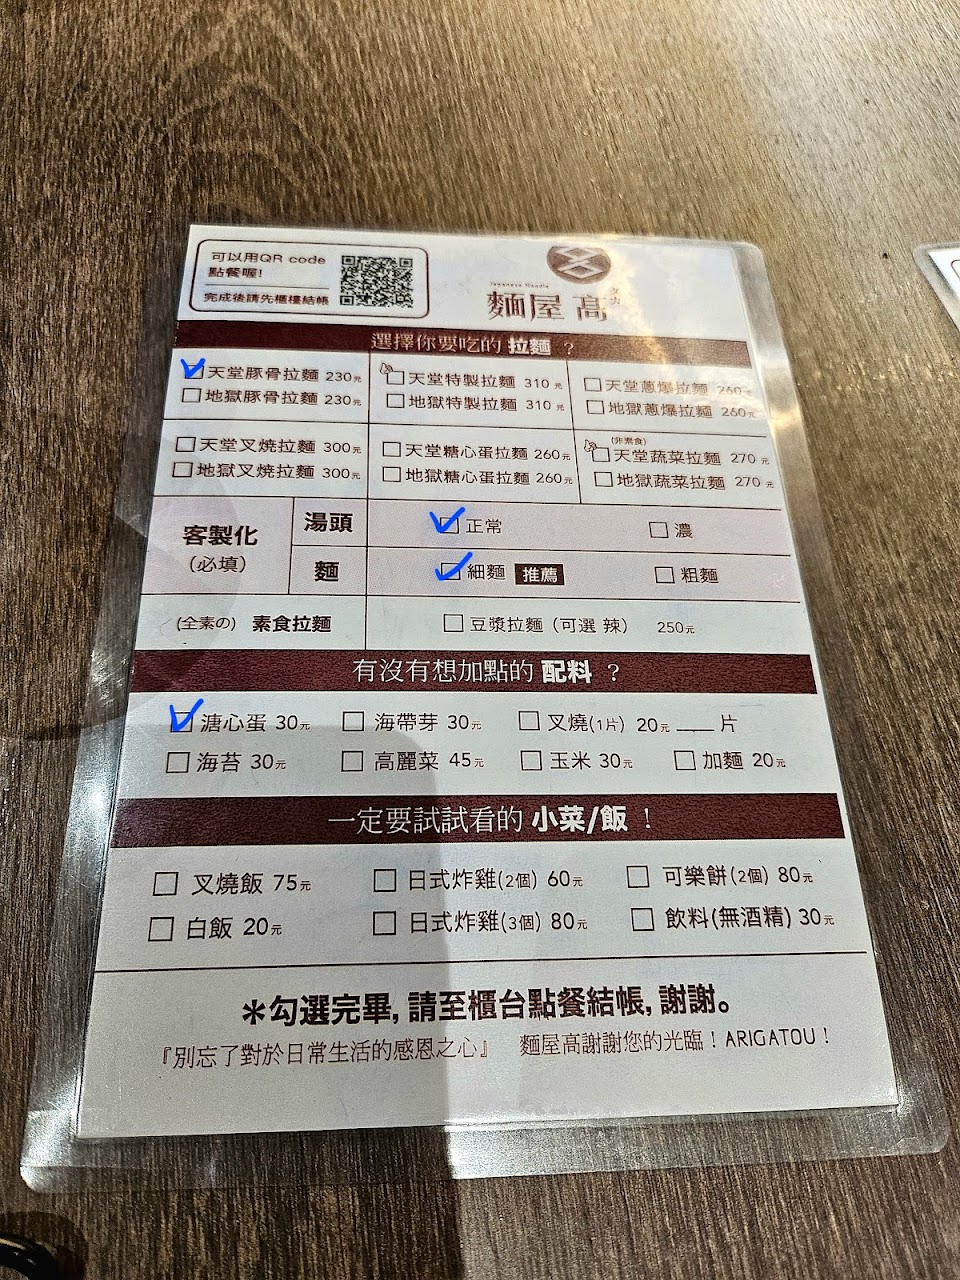 可以用QR code
點餐喔!
完成後請先櫃檯結帳
麵屋 高
選擇你要吃的 拉麵 ?
☑天堂豚骨拉麵 230元
☐地獄豚骨拉麵 230元
☐天堂特製拉麵 310 元
☐地獄特製拉麵 310 元
☐天堂蔥爆拉麵 260元
☐地獄蔥爆拉麵 260元
☐天堂叉燒拉麵 300元
☐地獄叉燒拉麵 300元
☐天堂糖心蛋拉麵 260元
☐地獄糖心蛋拉麵 260元
(非素食)
☐天堂蔬菜拉麵 270 元
☐地獄蔬菜拉麵 270 元
客製化
(必填)
湯頭
☑正常
☐濃
麵
☑細麵 推薦
☐粗麵
(全素の) 素食拉麵
☐豆漿拉麵 (可選 辣) 250元
有沒有想加點的 配料 ?
☑溏心蛋 30元
☐海帶芽 30元
☐叉燒(1片) 20元 ___ 片
☐海苔 30元
☐高麗菜 45元
☐玉米 30元
☐加麵 20元
一定要試試看的 小菜/飯 !
☐叉燒飯 75元
☐日式炸雞(2個) 60元
☐可樂餅(2個) 80元
☐白飯 20元
☐日式炸雞(3個) 80元
☐飲料(無酒精) 30元
＊勾選完畢, 請至櫃台點餐結帳, 謝謝。
『別忘了對於日常生活的感恩之心』 麵屋高謝謝您的光臨! ARIGATOU!